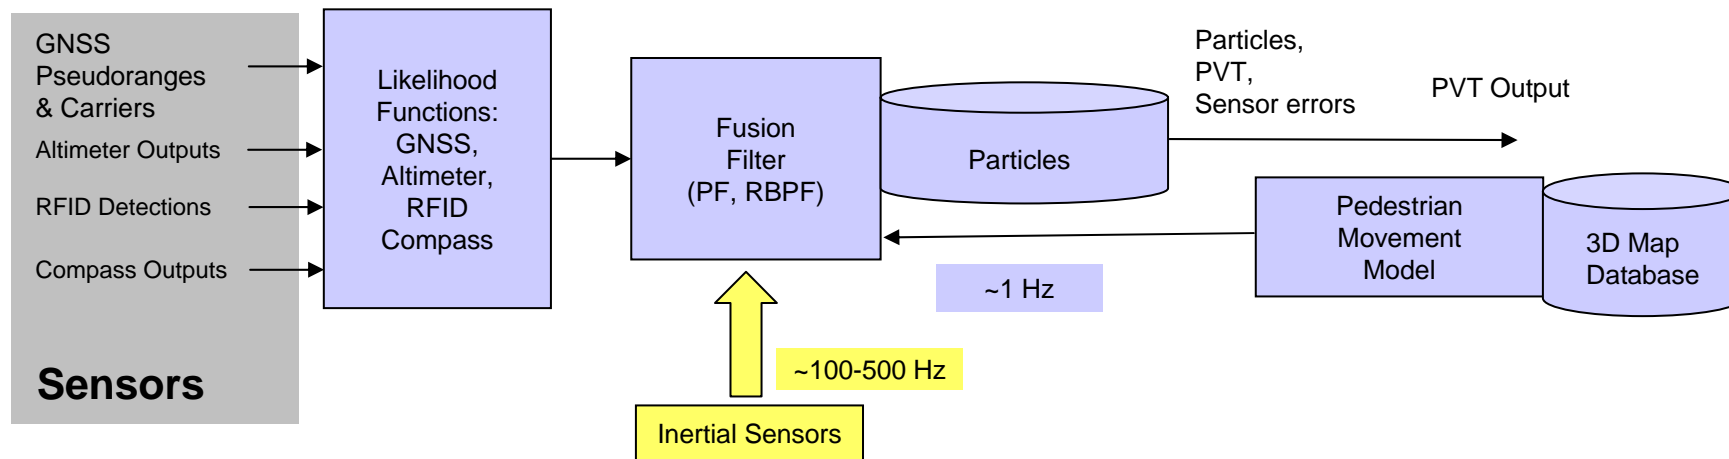 GNSS
Pseudoranges
& Carriers
Altimeter Outputs
RFID Detections
Compass Outputs
Sensors
Likelihood
Functions:
GNSS,
Altimeter,
RFID
Compass
Fusion
Filter
(PF, RBPF)
Particles
Particles,
PVT,
Sensor errors
PVT Output
Pedestrian
Movement
Model
3D Map
Database
~1 Hz
~100-500 Hz
Inertial Sensors